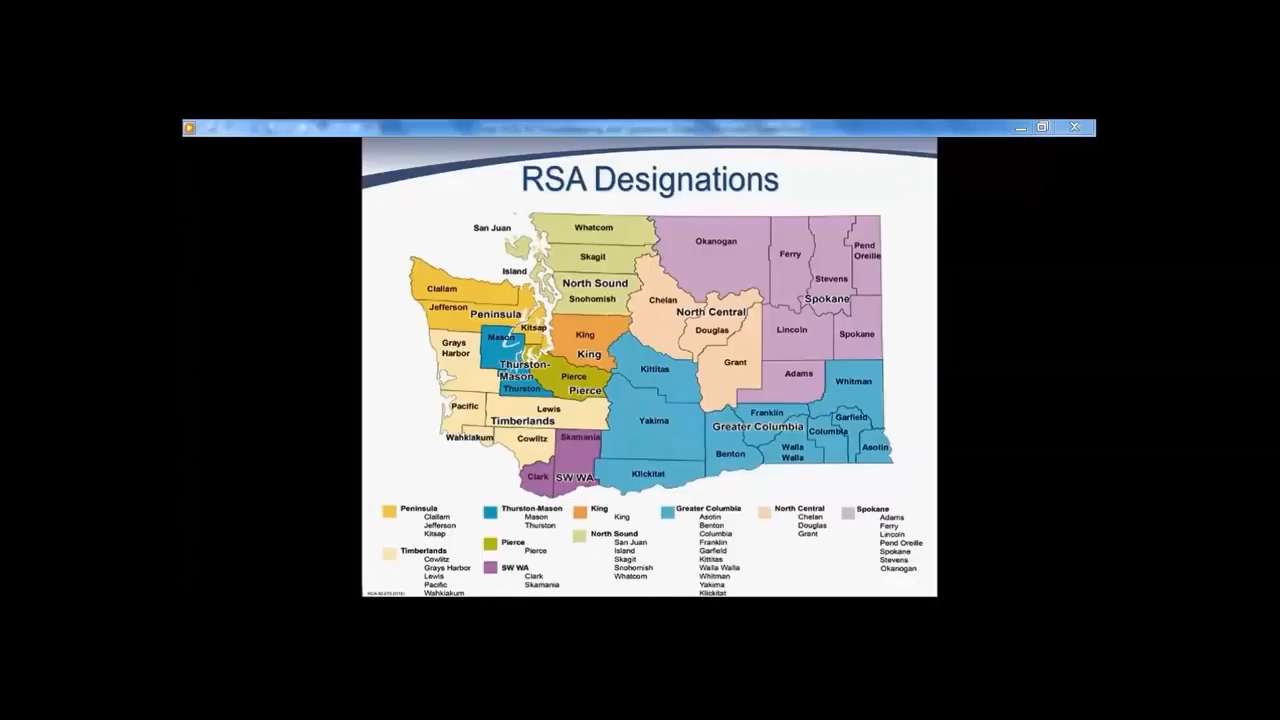 RSA Designations
San Juan
Whatcom
Skagit
Island
North Sound
Snohomish
Okanogan
Ferry
Stevens
Pend
Oreille
Spokane
Clallam
Jefferson
Peninsula
Kitsap
Chelan
North Central
Douglas
Grant
Lincoln
Spokane
Adams
Grays
Harbor
Mason
King
King
Thurston-
Mason
Thurston
Pierce
Pierce
Kittitas
Whitman
Pacific
Lewis
Timberlands
Wahkiakum
Cowlitz
Skamania
Clark
SW WA
Yakima
Klickitat
Franklin
Greater Columbia
Benton
Walla
Walla
Columbia
Garfield
Asotin
Peninsula
Clallam
Jefferson
Kitsap
Timberlands
Cowlitz
Grays Harbor
Lewis
Pacific
Wahkiakum
Thurston-Mason
Mason
Thurston
Pierce
Pierce
SW WA
Clark
Skamania
King
King
North Sound
San Juan
Island
Skagit
Snohomish
Whatcom
Greater Columbia
Asotin
Benton
Columbia
Franklin
Garfield
Kittitas
Walla Walla
Whitman
Yakima
Klickitat
North Central
Chelan
Douglas
Grant
Spokane
Adams
Ferry
Lincoln
Pend Oreille
Spokane
Stevens
Okanogan